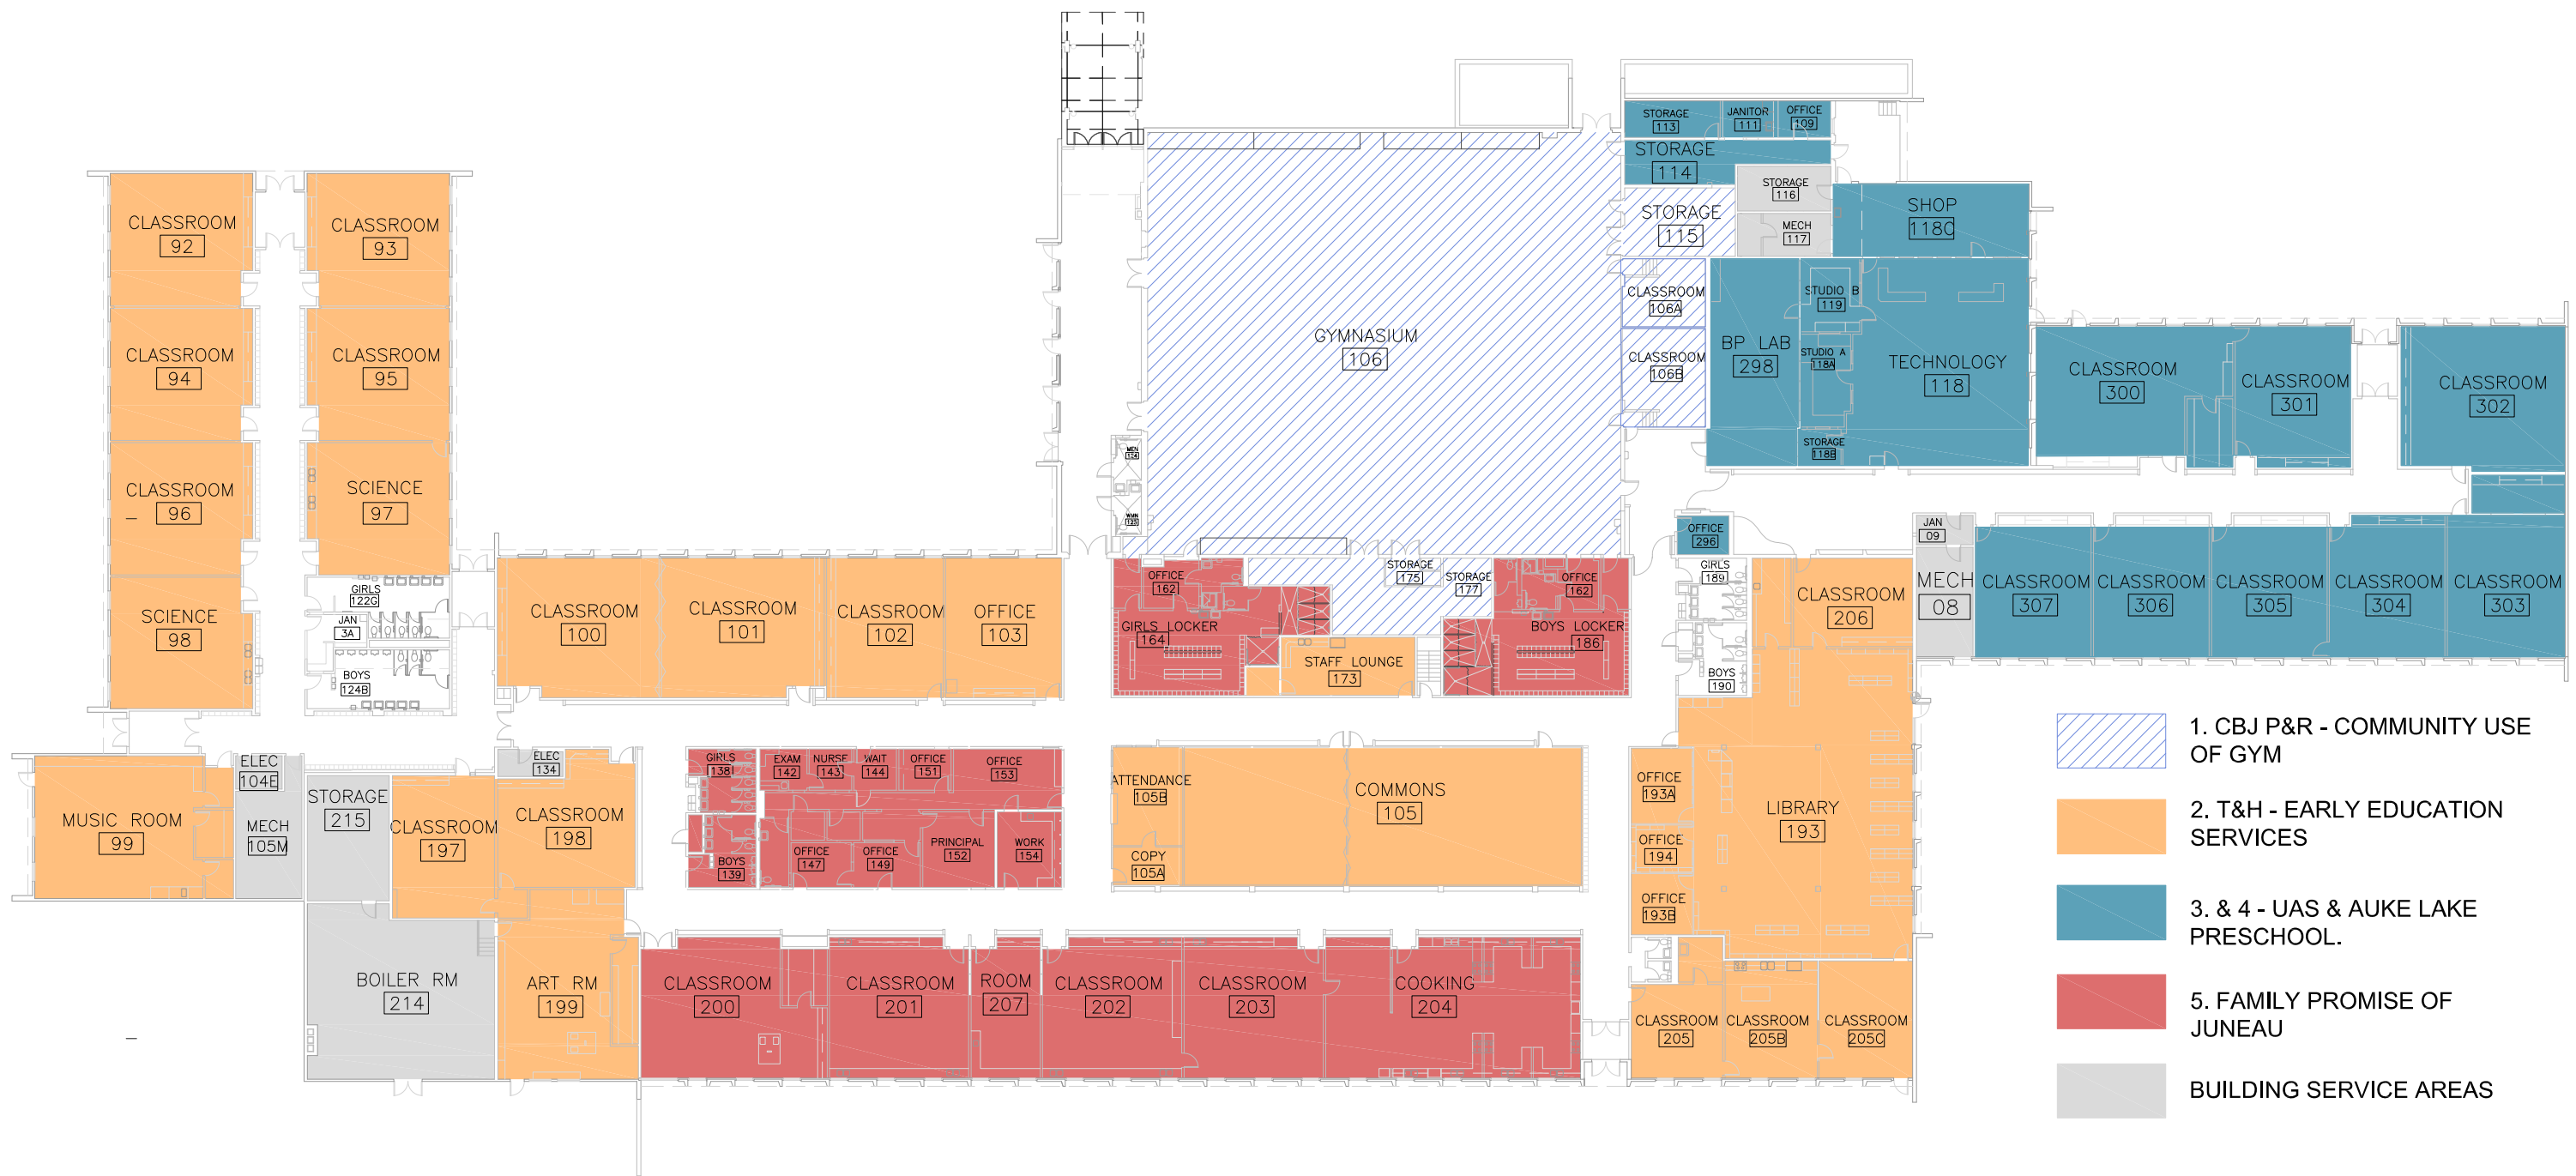 STORAGE
113
JANITOR
111
OFFICE
109
STORAGE
114
STORAGE
116
MECH
117
STORAGE
115
SHOP
118C
CLASSROOM
92
CLASSROOM
93
CLASSROOM
94
CLASSROOM
95
CLASSROOM
96
SCIENCE
97
SCIENCE
98
GIRLS
122G
JAN
3A
BOYS
124B
GYMNASIUM
106
CLASSROOM
106A
CLASSROOM
106B
BP LAB
298
STUDIO B
119
STUDIO A
118A
TECHNOLOGY
118
STORAGE
118B
CLASSROOM
300
CLASSROOM
301
CLASSROOM
302
MEN
124
WMN
125
OFFICE
296
JAN
09
MECH
08
CLASSROOM
307
CLASSROOM
306
CLASSROOM
305
CLASSROOM
304
CLASSROOM
303
CLASSROOM
100
CLASSROOM
101
CLASSROOM
102
OFFICE
103
OFFICE
162
GIRLS LOCKER
164
STORAGE
175
STORAGE
177
OFFICE
162
BOYS LOCKER
186
STAFF LOUNGE
173
GIRLS
189
BOYS
190
CLASSROOM
206
MUSIC ROOM
99
ELEC
104E
MECH
105M
STORAGE
215
CLASSROOM
197
ELEC
134
CLASSROOM
198
GIRLS
138
BOYS
139
EXAM
142
NURSE
143
WAIT
144
OFFICE
151
OFFICE
153
OFFICE
147
OFFICE
149
PRINCIPAL
152
WORK
154
ATTENDANCE
105B
COPY
105A
COMMONS
105
OFFICE
193A
OFFICE
194
OFFICE
193B
LIBRARY
193
BOILER RM
214
ART RM
199
CLASSROOM
200
CLASSROOM
201
ROOM
207
CLASSROOM
202
CLASSROOM
203
COOKING
204
CLASSROOM
205
CLASSROOM
205B
CLASSROOM
205C
1. CBJ P&R - COMMUNITY USE
OF GYM
2. T&H - EARLY EDUCATION
SERVICES
3. & 4 - UAS & AUKE LAKE
PRESCHOOL.
5. FAMILY PROMISE OF
JUNEAU
BUILDING SERVICE AREAS